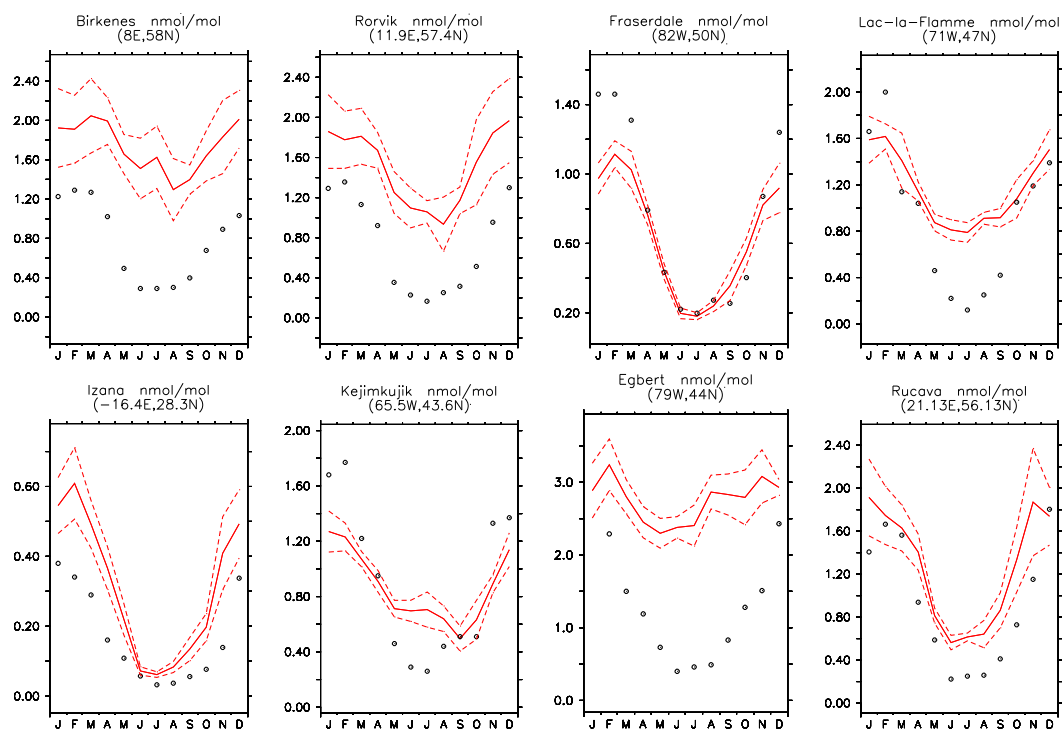 Birkenes nmol/mol
(8E,58N)
2.40
2.00
1.60
1.20
0.80
0.40
0.00
J F M A M J J A S O N D
Rorvik nmol/mol
(11.9E,57.4N)
2.40
2.00
1.60
1.20
0.80
0.40
0.00
J F M A M J J A S O N D
Fraserdale nmol/mol
(82W,50N)
1.40
1.00
0.60
0.20
J F M A M J J A S O N D
Lac-la-Flamme nmol/mol
(71W,47N)
2.00
1.60
1.20
0.80
0.40
0.00
J F M A M J J A S O N D
Izana nmol/mol
(-16.4E,28.3N)
0.60
0.40
0.20
0.00
J F M A M J J A S O N D
Kejimkujik nmol/mol
(65.5W,43.6N)
2.00
1.60
1.20
0.80
0.40
0.00
J F M A M J J A S O N D
Egbert nmol/mol
(79W,44N)
3.0
2.0
1.0
0.0
J F M A M J J A S O N D
Rucava nmol/mol
(21.13E,56.13N)
2.40
2.00
1.60
1.20
0.80
0.40
0.00
J F M A M J J A S O N D